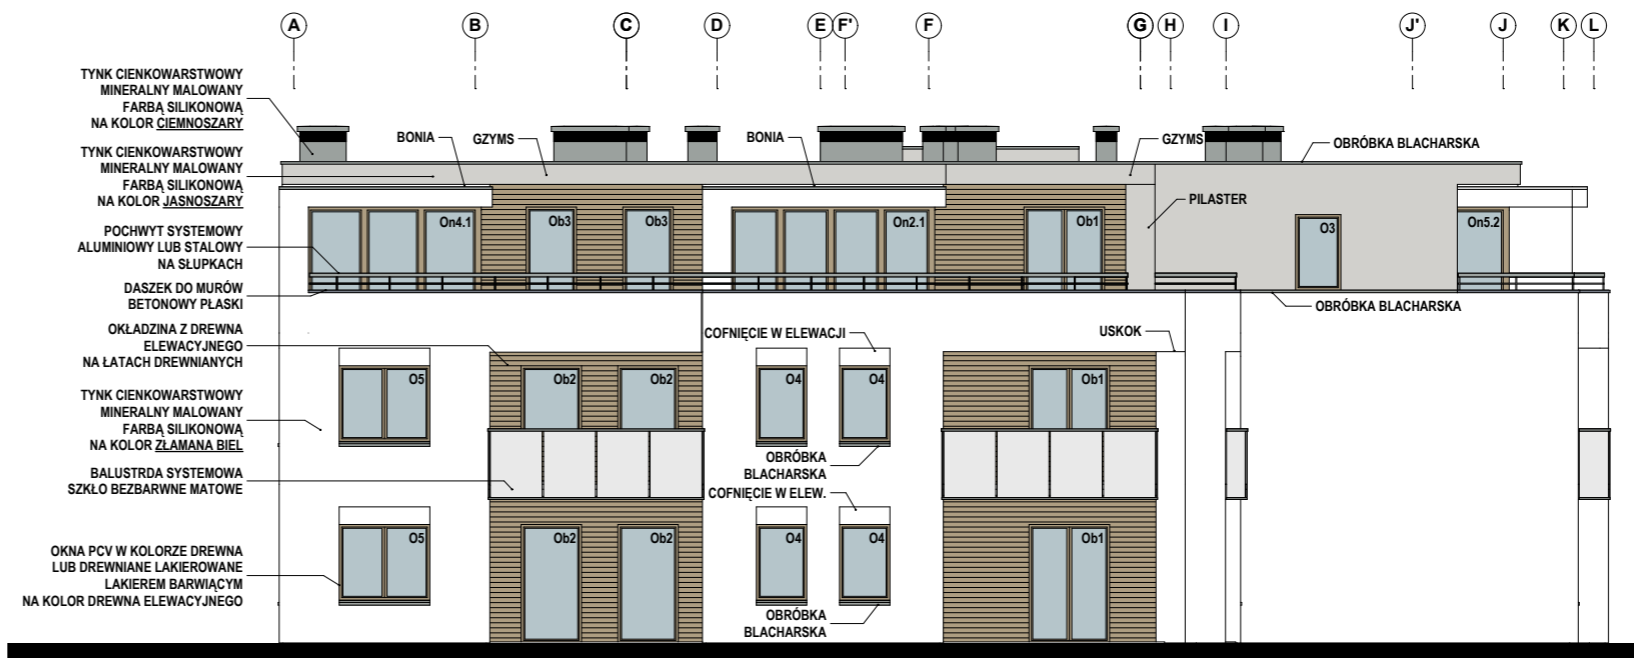 A B C D E F' F G H I J' J K L
TYNK CIENKOWARSTWOWY
MINERALNY MALOWANY
FARBĄ SILIKONOWĄ
NA KOLOR CIEMNOSZARY
TYNK CIENKOWARSTWOWY
MINERALNY MALOWANY
FARBĄ SILIKONOWĄ
NA KOLOR JASNOSZARY
POCHWYT SYSTEMOWY
ALUMINIOWY LUB STALOWY
NA SŁUPKACH
DASZEK DO MURÓW
BETONOWY PŁASKI
OKŁADZINA Z DREWNA
ELEWACYJNEGO
NA ŁATACH DREWNIANYCH
TYNK CIENKOWARSTWOWY
MINERALNY MALOWANY
FARBĄ SILIKONOWĄ
NA KOLOR ZŁAMANA BIEL
BALUSTRDA SYSTEMOWA
SZKŁO BEZBARWNE MATOWE
OKNA PCV W KOLORZE DREWNA
LUB DREWNIANE LAKIEROWANE
LAKIEREM BARWIĄCYM
NA KOLOR DREWNA ELEWACYJNEGO
BONIA
GZYMS
BONIA
GZYMS
OBRÓBKA BLACHARSKA
PILASTER
On4.1
Ob3
Ob3
On2.1
Ob1
O3
On5.2
OBRÓBKA BLACHARSKA
COFNIĘCIE W ELEWACJI
USKOK
O5
Ob2
Ob2
O4
O4
Ob1
OBRÓBKA
BLACHARSKA
COFNIĘCIE W ELEW.
O5
Ob2
Ob2
O4
O4
Ob1
OBRÓBKA
BLACHARSKA